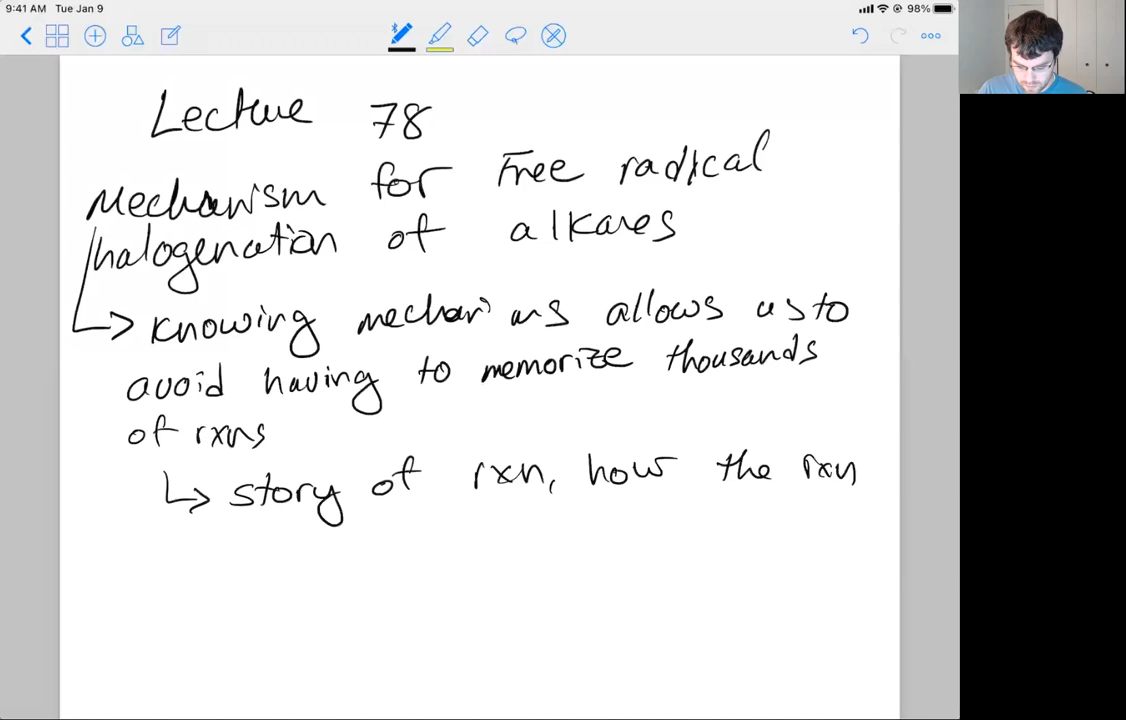 9:41 AM Tue Jan 9
98%
Lecture 78
Mechanism for Free radical
halogenation of alkanes
↳ knowing mechanisms allows us to
avoid having to memorize thousands
of rxns
↳ story of rxn, how the rxn